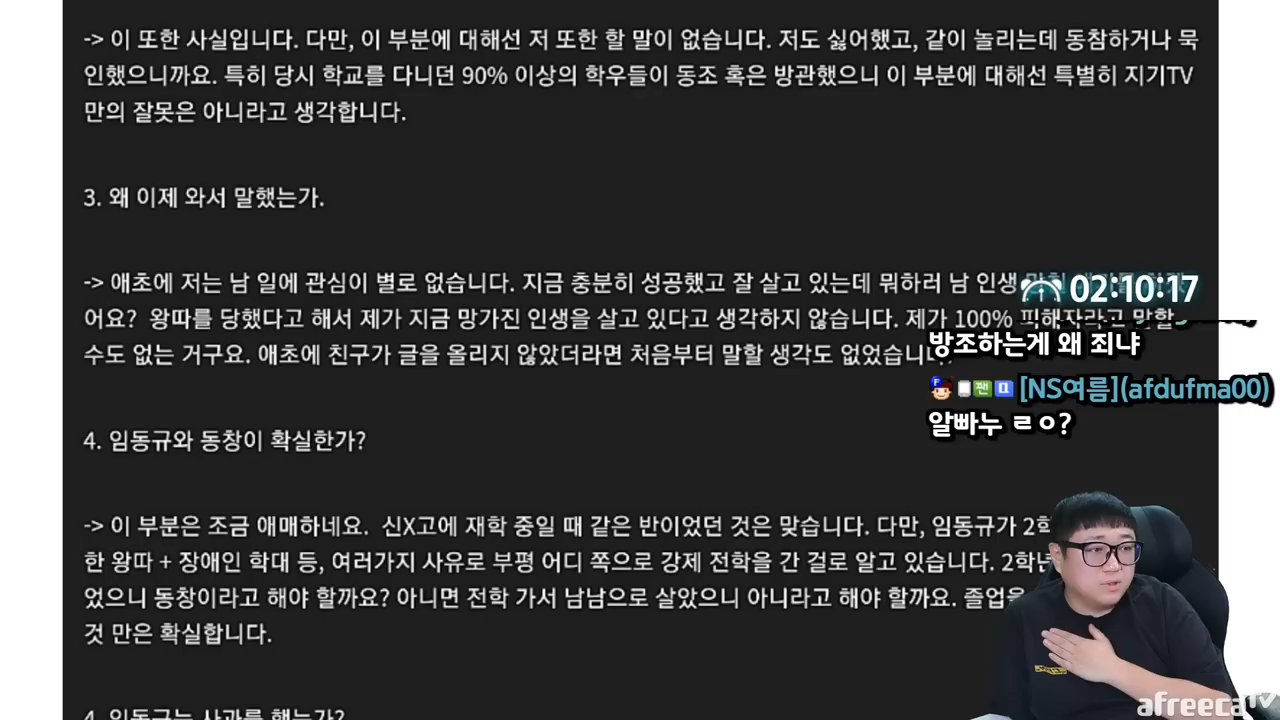 -> 이 또한 사실입니다. 다만, 이 부분에 대해선 저 또한 할 말이 없습니다. 저도 싫어했고, 같이 놀리는데 동참하거나 묵
인했으니까요. 특히 당시 학교를 다니던 90% 이상의 학우들이 동조 혹은 방관했으니 이 부분에 대해선 특별히 지기TV
만의 잘못은 아니라고 생각합니다.
3. 왜 이제 와서 말했는가.
-> 애초에 저는 남 일에 관심이 별로 없습니다. 지금 충분히 성공했고 잘 살고 있는데 뭐하러 남 인생
02:10:17
어요? 왕따를 당했다고 해서 제가 지금 망가진 인생을 살고 있다고 생각하지 않습니다. 제가 100% 피해자라고 말할
수도 없는 거구요. 애초에 친구가 글을 올리지 않았더라면 처음부터 말할 생각도 없었습니다.
방조하는게 왜 죄냐
[NS여름](afdufma00)
알빠누 ㄹㅇ?
4. 임동규와 동창이 확실한가?
-> 이 부분은 조금 애매하네요. 신X고에 재학 중일 때 같은 반이었던 것은 맞습니다. 다만, 임동규가 2학
한 왕따 + 장애인 학대 등, 여러가지 사유로 부평 어디 쪽으로 강제 전학을 간 걸로 알고 있습니다. 2학년
었으니 동창이라고 해야 할까요? 아니면 전학 가서 남남으로 살았으니 아니라고 해야 할까요. 졸업을
것 만은 확실합니다.
4. 임동규는 사과를 했는가?
afreecaTV